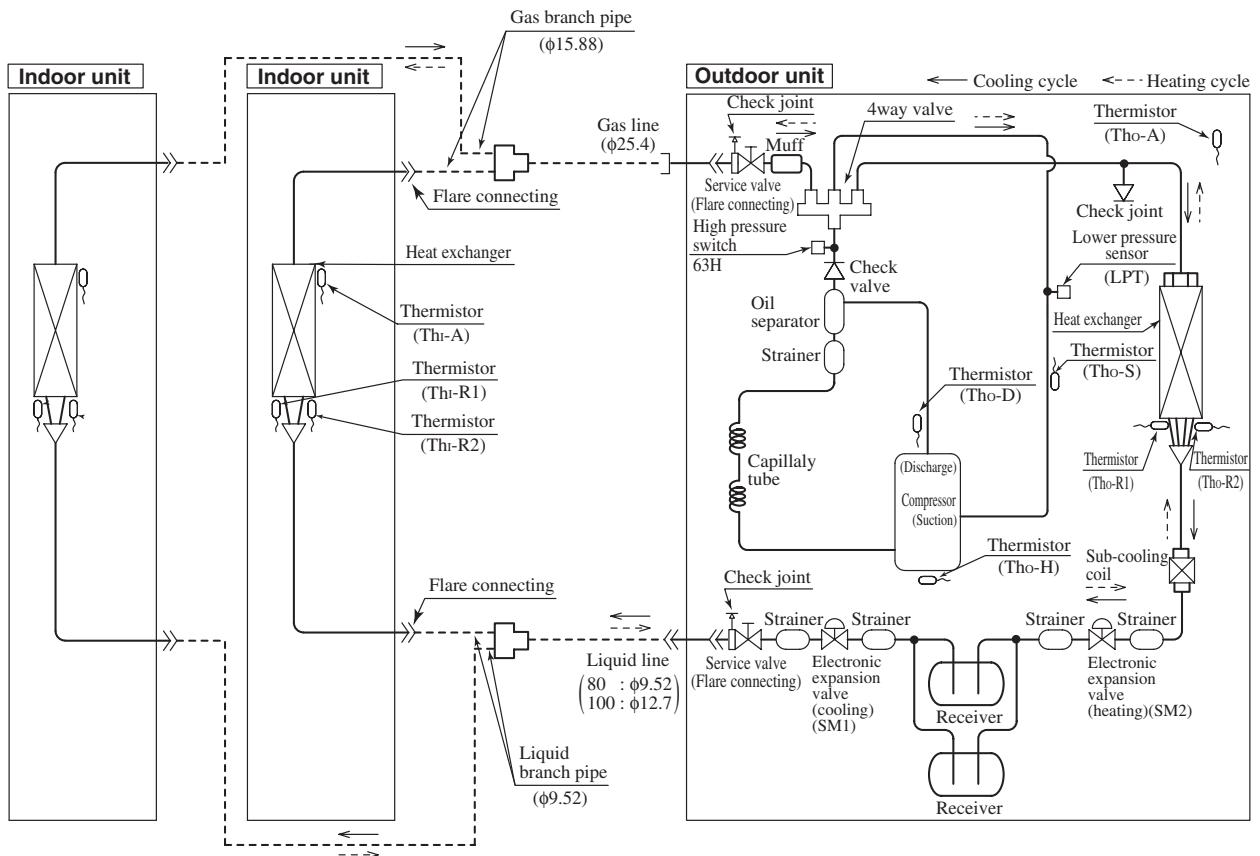 Gas branch pipe
(ϕ15.88)
Indoor unit
Indoor unit
Outdoor unit
Cooling cycle
Heating cycle
Check joint
4way valve
Thermistor
(Tho-A)
Gas line
(ϕ25.4)
Muff
Flare connecting
Service valve
(Flare connecting)
Check joint
High pressure
switch
63H
Lower pressure
sensor
(LPT)
Heat exchanger
Check
valve
Oil
separator
Heat exchanger
Thermistor
(ThI-A)
Strainer
Thermistor
(Tho-S)
Thermistor
(ThI-R1)
Thermistor
(Tho-D)
Thermistor
(ThI-R2)
Capillaly
tube
(Discharge)
Compressor
(Suction)
Thermistor
(Tho-R1)
Thermistor
(Tho-R2)
Thermistor
(Tho-H)
Sub-cooling
coil
Flare connecting
Check joint
Strainer
Strainer
Strainer
Strainer
Liquid line
80 : ϕ9.52
100 : ϕ12.7
Service valve
(Flare connecting)
Electronic
expansion
valve
(cooling)
(SM1)
Receiver
Electronic
expansion
valve
(heating)(SM2)
Liquid
branch pipe
(ϕ9.52)
Receiver